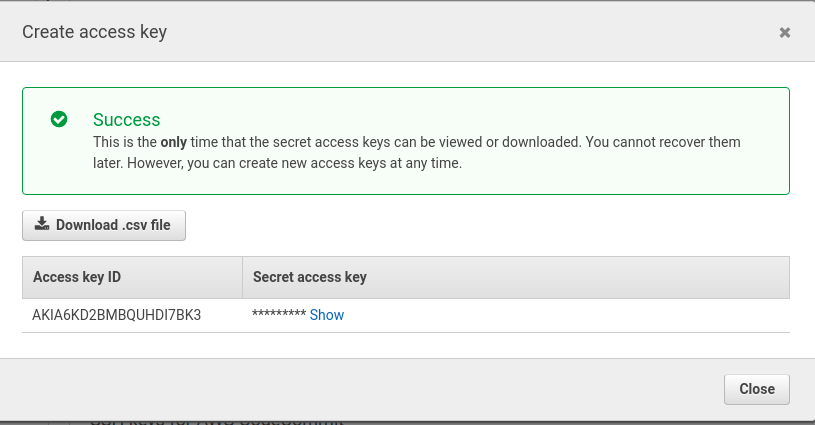 Create access key
✖
Success
This is the only time that the secret access keys can be viewed or downloaded. You cannot recover them
later. However, you can create new access keys at any time.
Download .csv file
Access key ID Secret access key
AKIA6KD2BMBQUHDI7BK3 ********* Show
Close